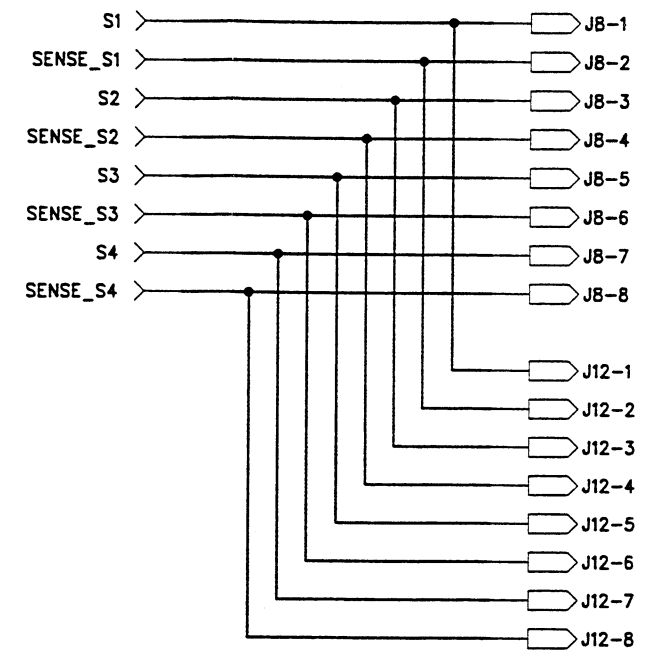 S1 J8-1
SENSE_S1 J8-2
S2 J8-3
SENSE_S2 J8-4
S3 J8-5
SENSE_S3 J8-6
S4 J8-7
SENSE_S4 J8-8
J12-1
J12-2
J12-3
J12-4
J12-5
J12-6
J12-7
J12-8